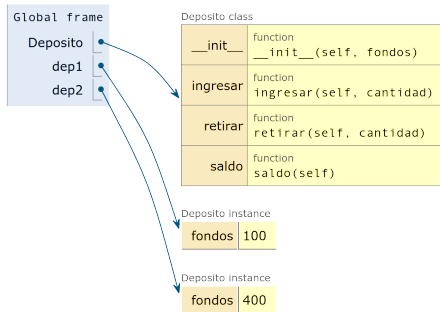 Global frame
Deposito
dep1
dep2
Deposito class
__init__
function
__init__(self, fondos)
ingresar
function
ingresar(self, cantidad)
retirar
function
retirar(self, cantidad)
saldo
function
saldo(self)
Deposito instance
fondos 100
Deposito instance
fondos 400